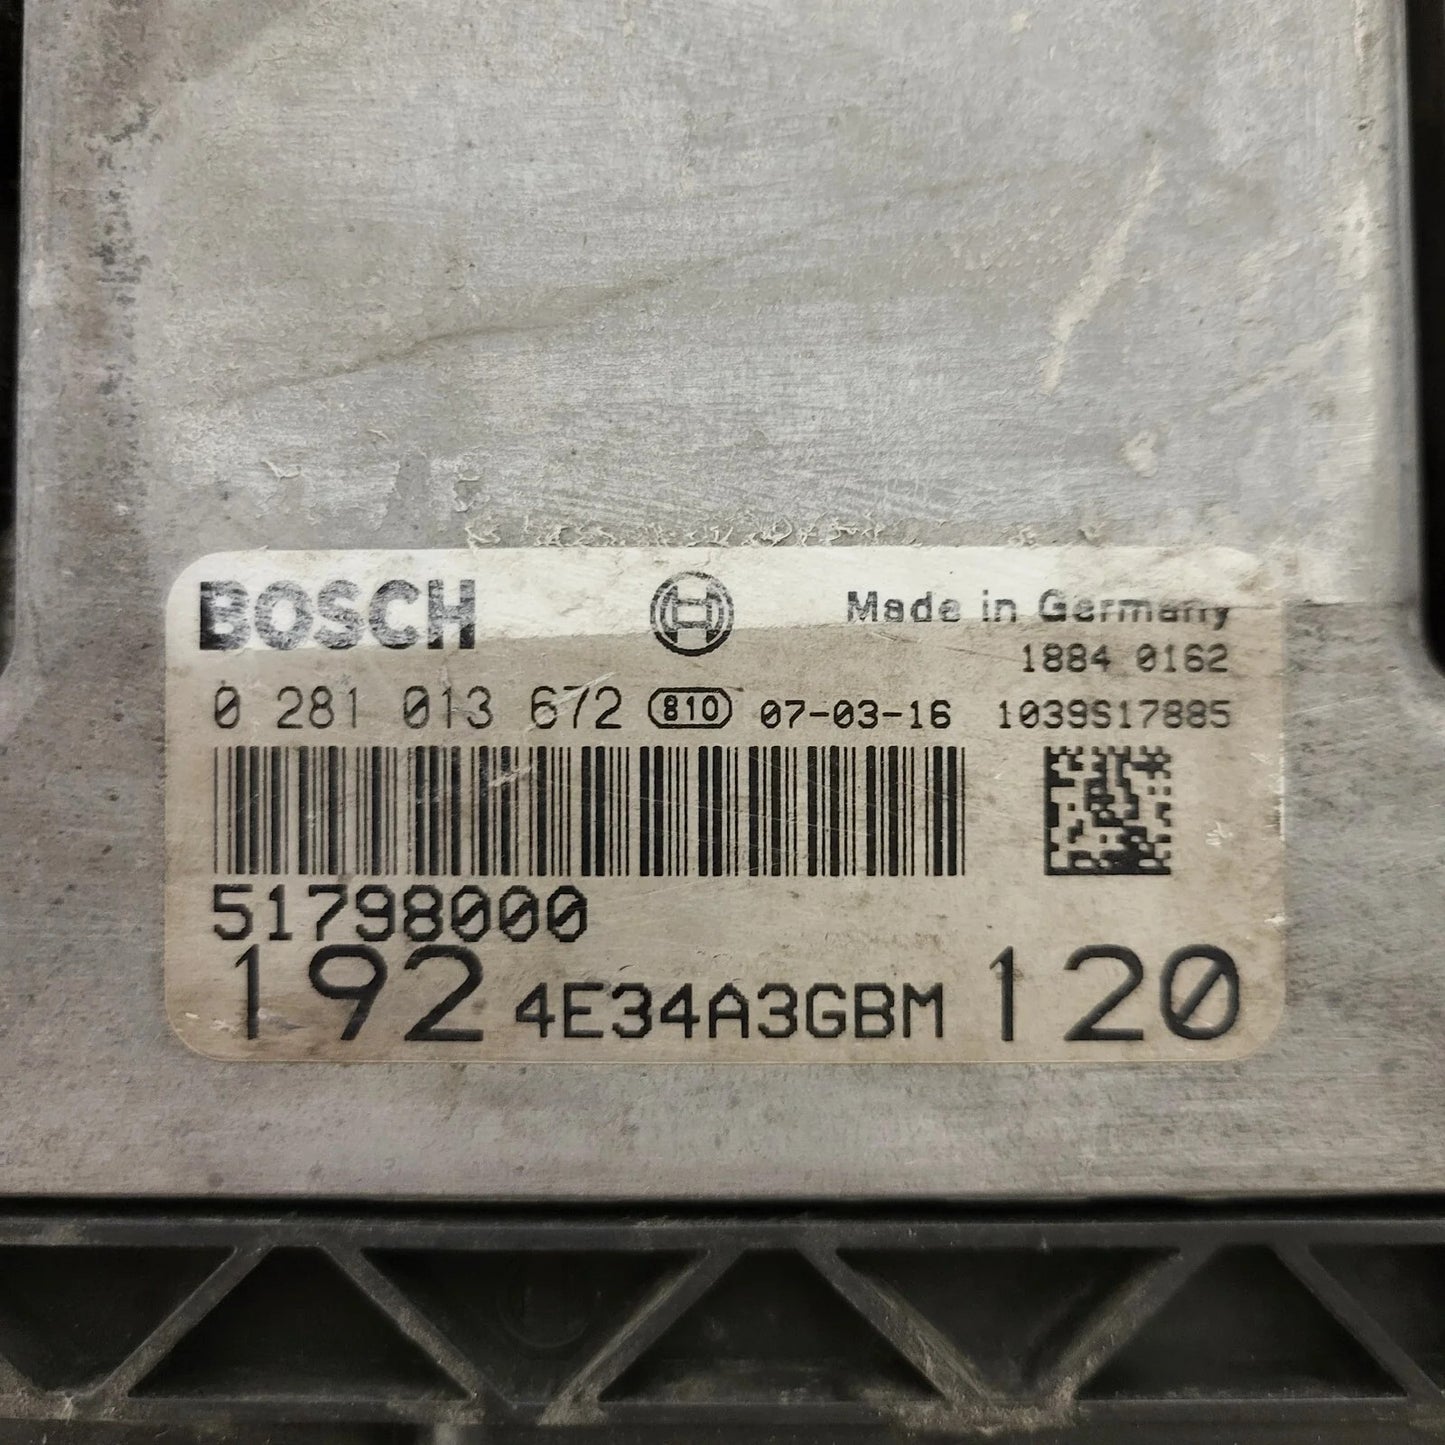 BOSCH Made in Germany
1884 0162
0 281 013 672 810 07-03-16 1039S17885
51798000
192 4E34A3GBM 120